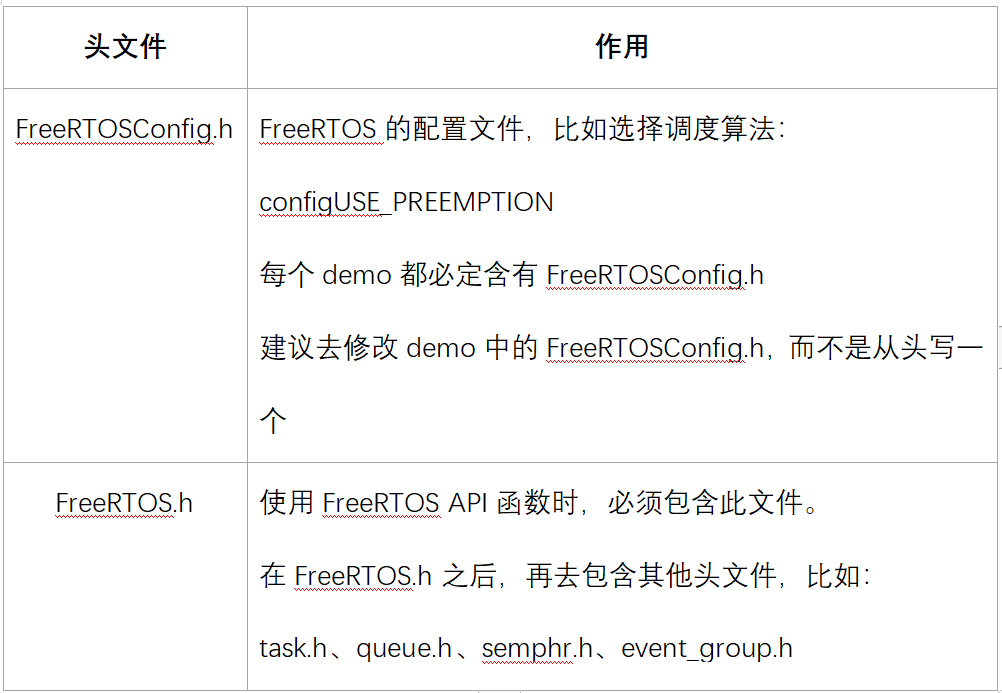 头文件
作用
FreeRTOSConfig.h
FreeRTOS 的配置文件，比如选择调度算法：
configUSE_PREEMPTION
每个 demo 都必定含有 FreeRTOSConfig.h
建议去修改 demo 中的 FreeRTOSConfig.h，而不是从头写一
个
FreeRTOS.h
使用 FreeRTOS API 函数时，必须包含此文件。
在 FreeRTOS.h 之后，再去包含其他头文件，比如：
task.h、queue.h、semphr.h、event_group.h